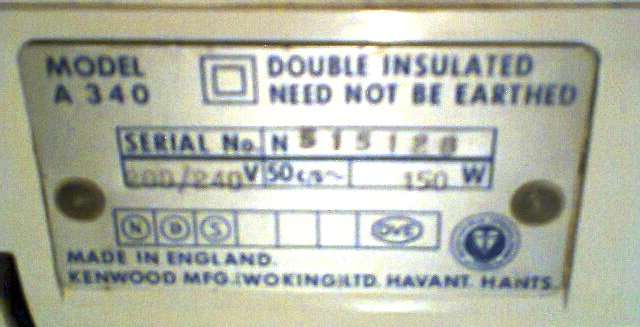 MODEL
A 340
DOUBLE INSULATED
NEED NOT BE EARTHED
SERIAL No. N 515128
200/240 V 50 c/s~ 150 W
N D S
MADE IN ENGLAND.
KENWOOD MFG.(WOKING)LTD. HAVANT. HANTS.